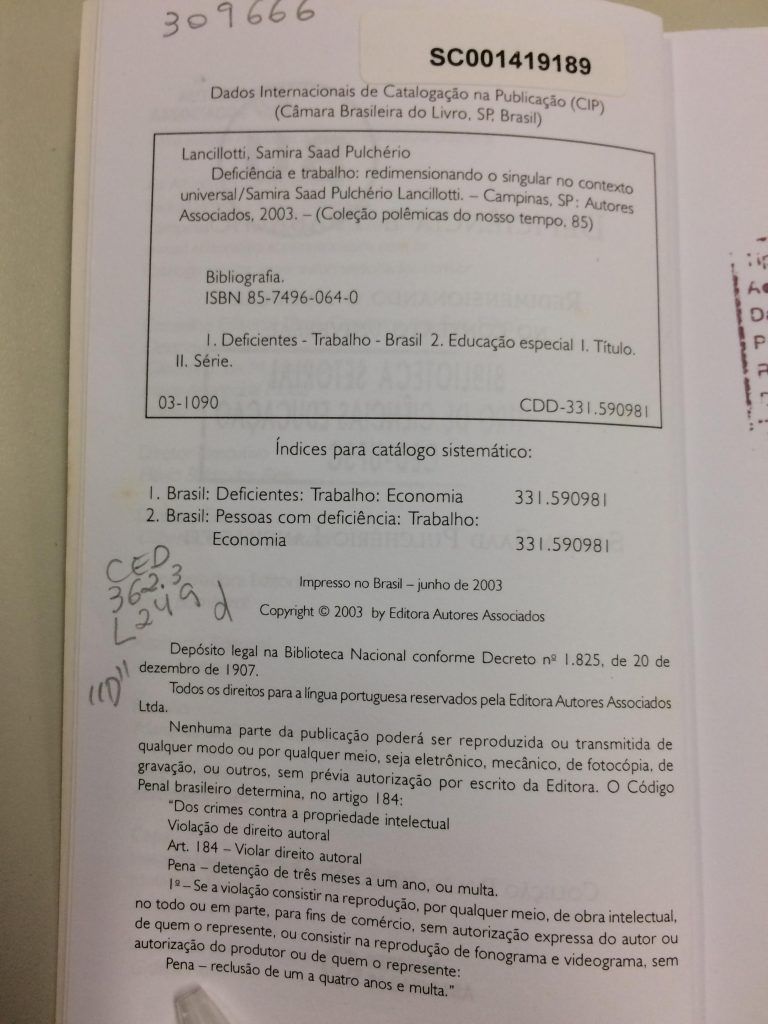 309666
SC001419189
Dados Internacionais de Catalogação na Publicação (CIP)
(Câmara Brasileira do Livro, SP, Brasil)
Lancillotti, Samira Saad Pulchério
Deficiência e trabalho: redimensionando o singular no contexto
universal/Samira Saad Pulchério Lancillotti. – Campinas, SP: Autores
Associados, 2003. – (Coleção polêmicas do nosso tempo, 85)
Bibliografia.
ISBN 85-7496-064-0
1. Deficientes - Trabalho - Brasil 2. Educação especial I. Título.
II. Série.
03-1090 CDD-331.590981
Índices para catálogo sistemático:
1. Brasil: Deficientes: Trabalho: Economia 331.590981
2. Brasil: Pessoas com deficiência: Trabalho:
Economia 331.590981
CED
362.3
L249d
"D"
Impresso no Brasil – junho de 2003
Copyright © 2003 by Editora Autores Associados
Depósito legal na Biblioteca Nacional conforme Decreto nº 1.825, de 20 de
dezembro de 1907.
Todos os direitos para a língua portuguesa reservados pela Editora Autores Associados
Ltda.
Nenhuma parte da publicação poderá ser reproduzida ou transmitida de
qualquer modo ou por qualquer meio, seja eletrônico, mecânico, de fotocópia, de
gravação, ou outros, sem prévia autorização por escrito da Editora. O Código
Penal brasileiro determina, no artigo 184:
"Dos crimes contra a propriedade intelectual
Violação de direito autoral
Art. 184 – Violar direito autoral
Pena – detenção de três meses a um ano, ou multa.
1º – Se a violação consistir na reprodução, por qualquer meio, de obra intelectual,
no todo ou em parte, para fins de comércio, sem autorização expressa do autor ou
de quem o represente, ou consistir na reprodução de fonograma e videograma, sem
autorização do produtor ou de quem o represente:
Pena – reclusão de um a quatro anos e multa."